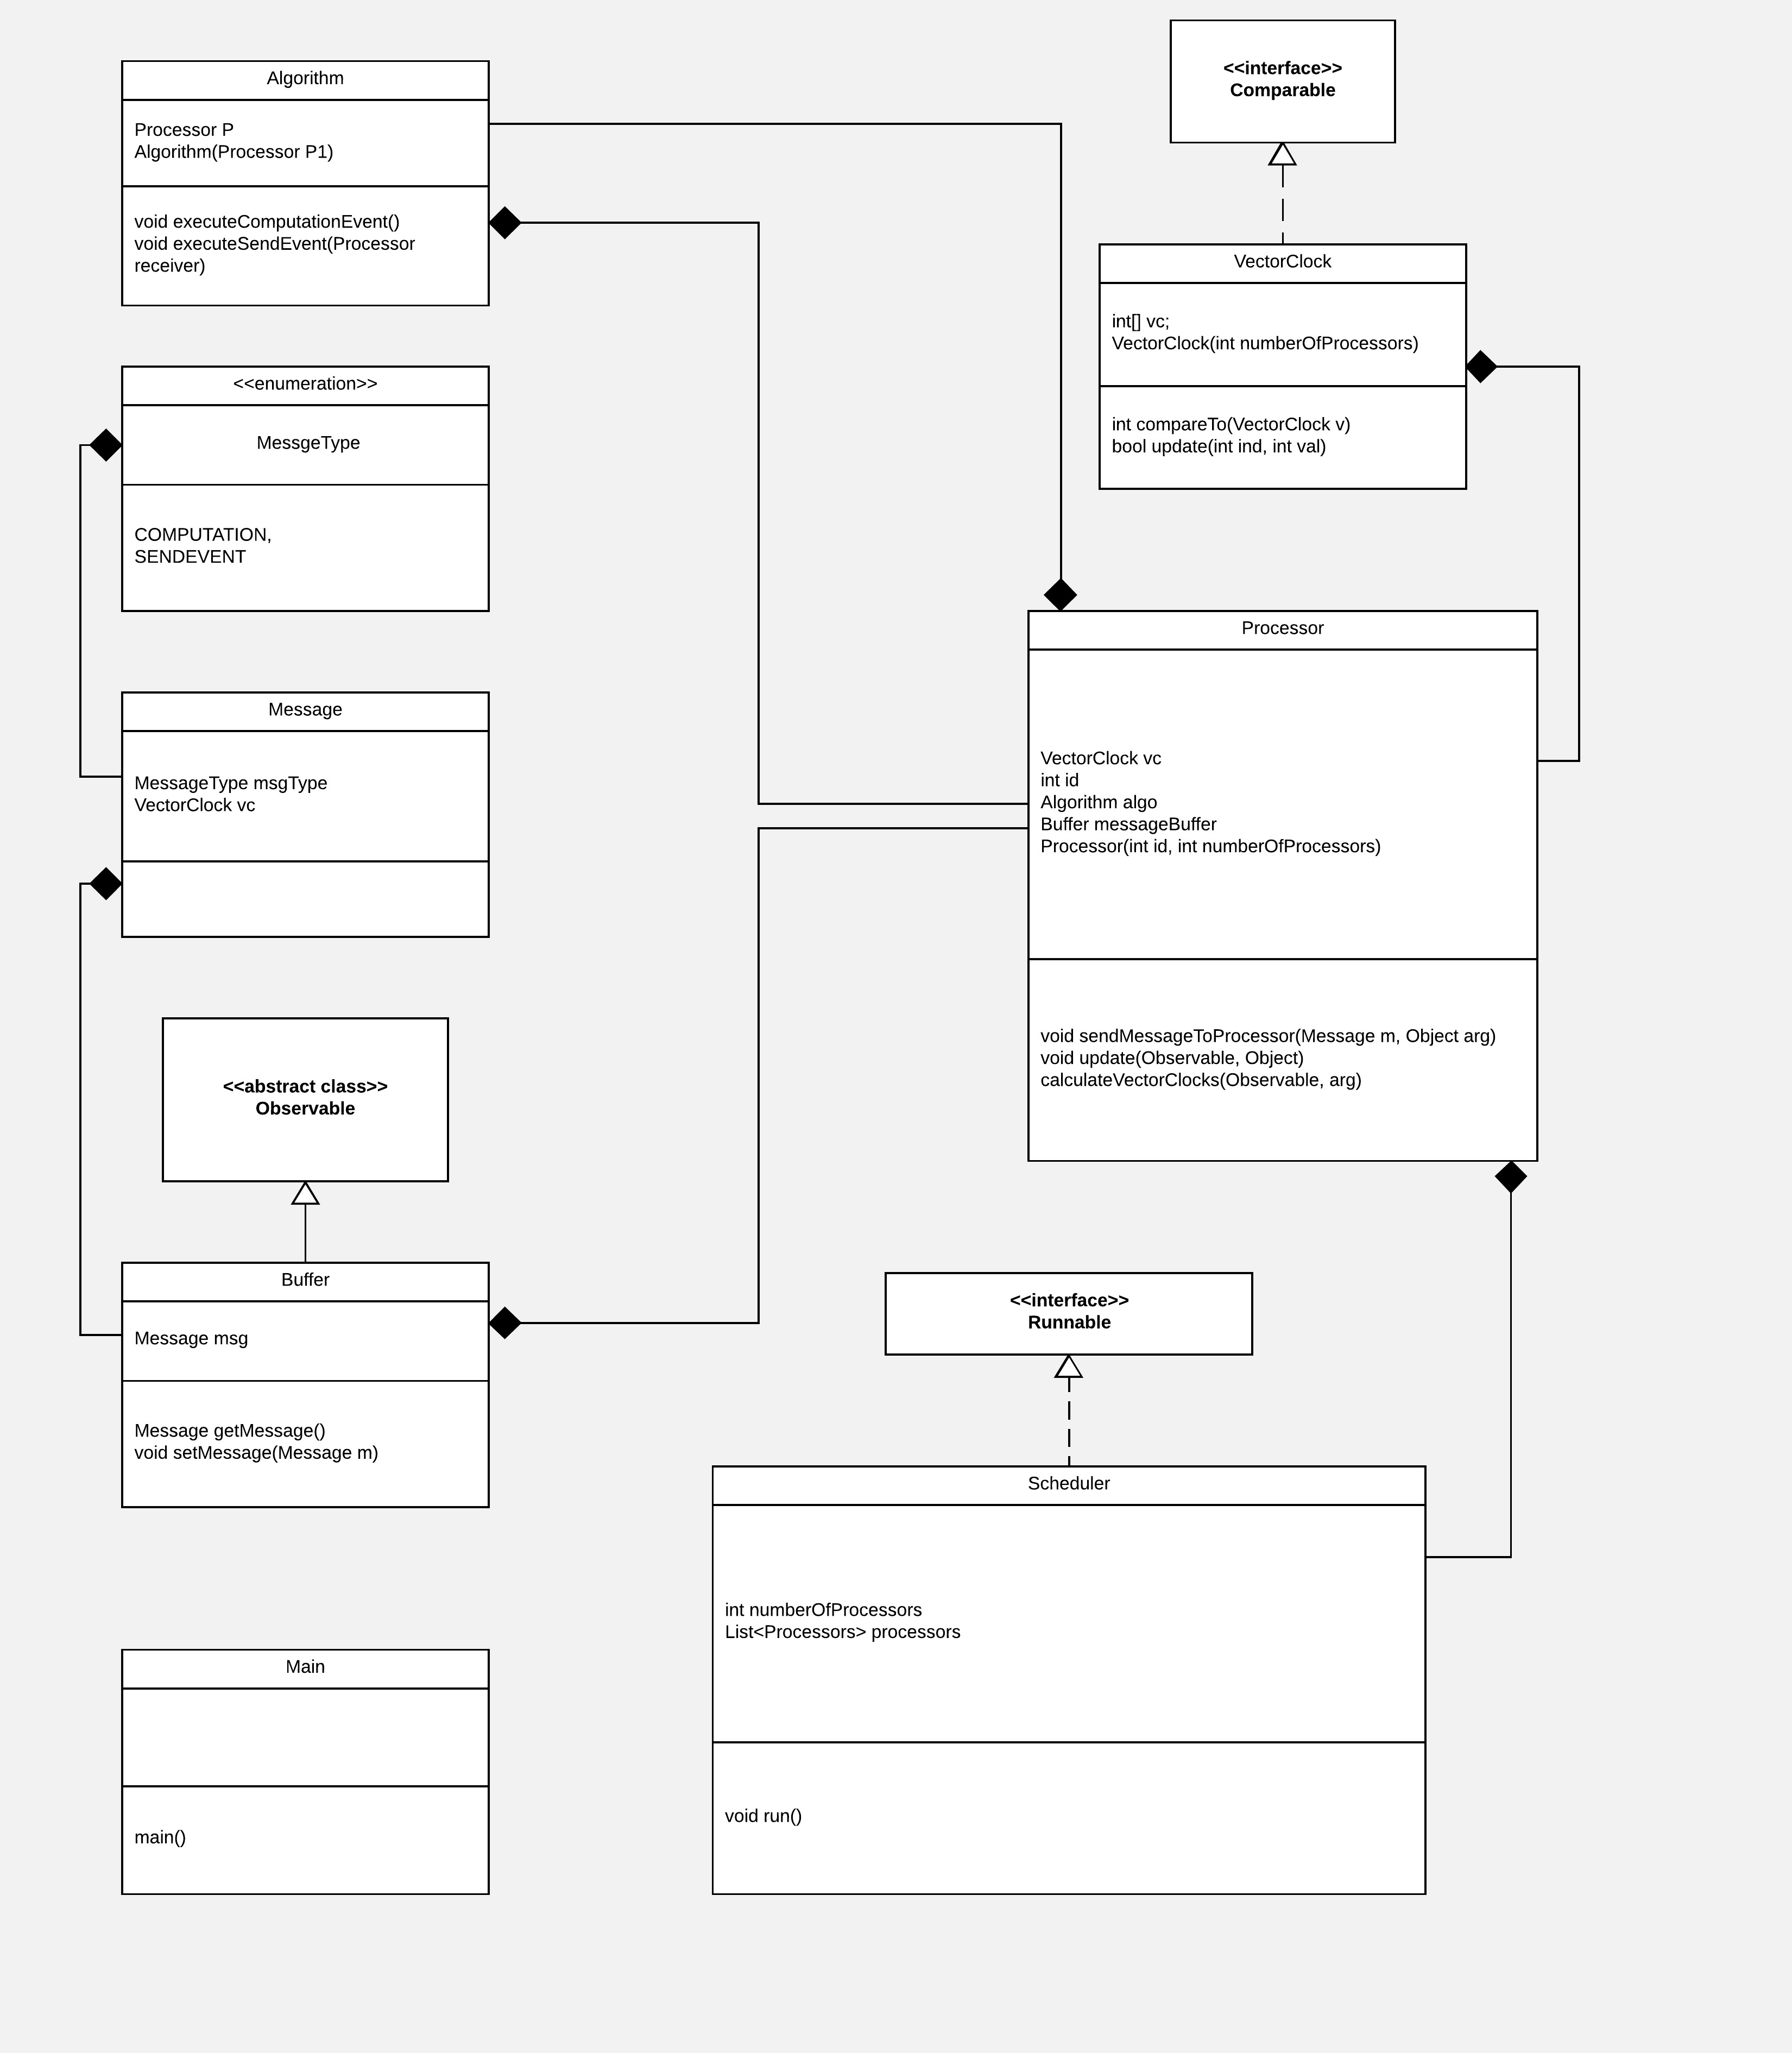 Algorithm
Processor P
Algorithm(Processor P1)
void executeComputationEvent()
void executeSendEvent(Processor
receiver)
<<interface>>
Comparable
VectorClock
int[] vc;
VectorClock(int numberOfProcessors)
int compareTo(VectorClock v)
bool update(int ind, int val)
<<enumeration>>
MessgeType
COMPUTATION,
SENDEVENT
Message
MessageType msgType
VectorClock vc
Processor
VectorClock vc
int id
Algorithm algo
Buffer messageBuffer
Processor(int id, int numberOfProcessors)
void sendMessageToProcessor(Message m, Object arg)
void update(Observable, Object)
calculateVectorClocks(Observable, arg)
<<abstract class>>
Observable
Buffer
Message msg
Message getMessage()
void setMessage(Message m)
<<interface>>
Runnable
Scheduler
int numberOfProcessors
List<Processors> processors
void run()
Main
main()